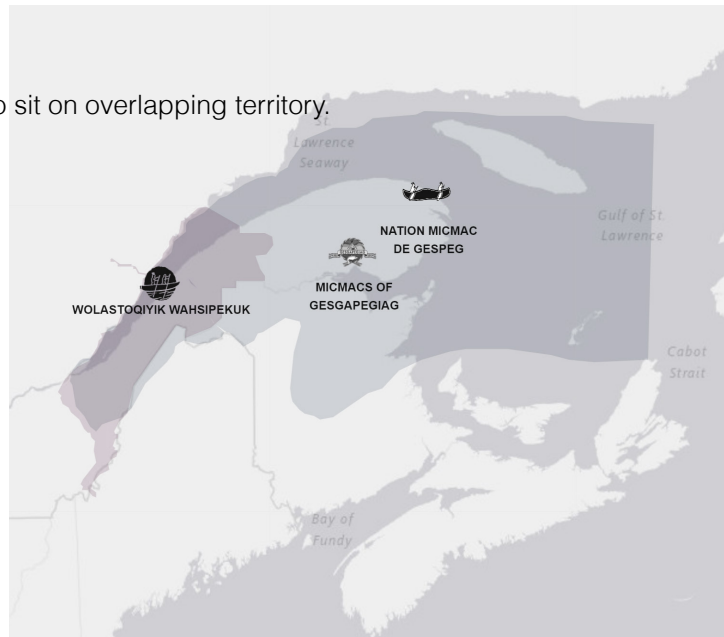 sit on overlapping territory.
St.
Lawrence
Seaway
Gulf of St.
Lawrence
NATION MICMAC
DE GESPEG
MICMACS OF
GESGAPEGIAG
WOLASTOQIYIK WAHSIPEKUK
Cabot
Strait
Bay of
Fundy